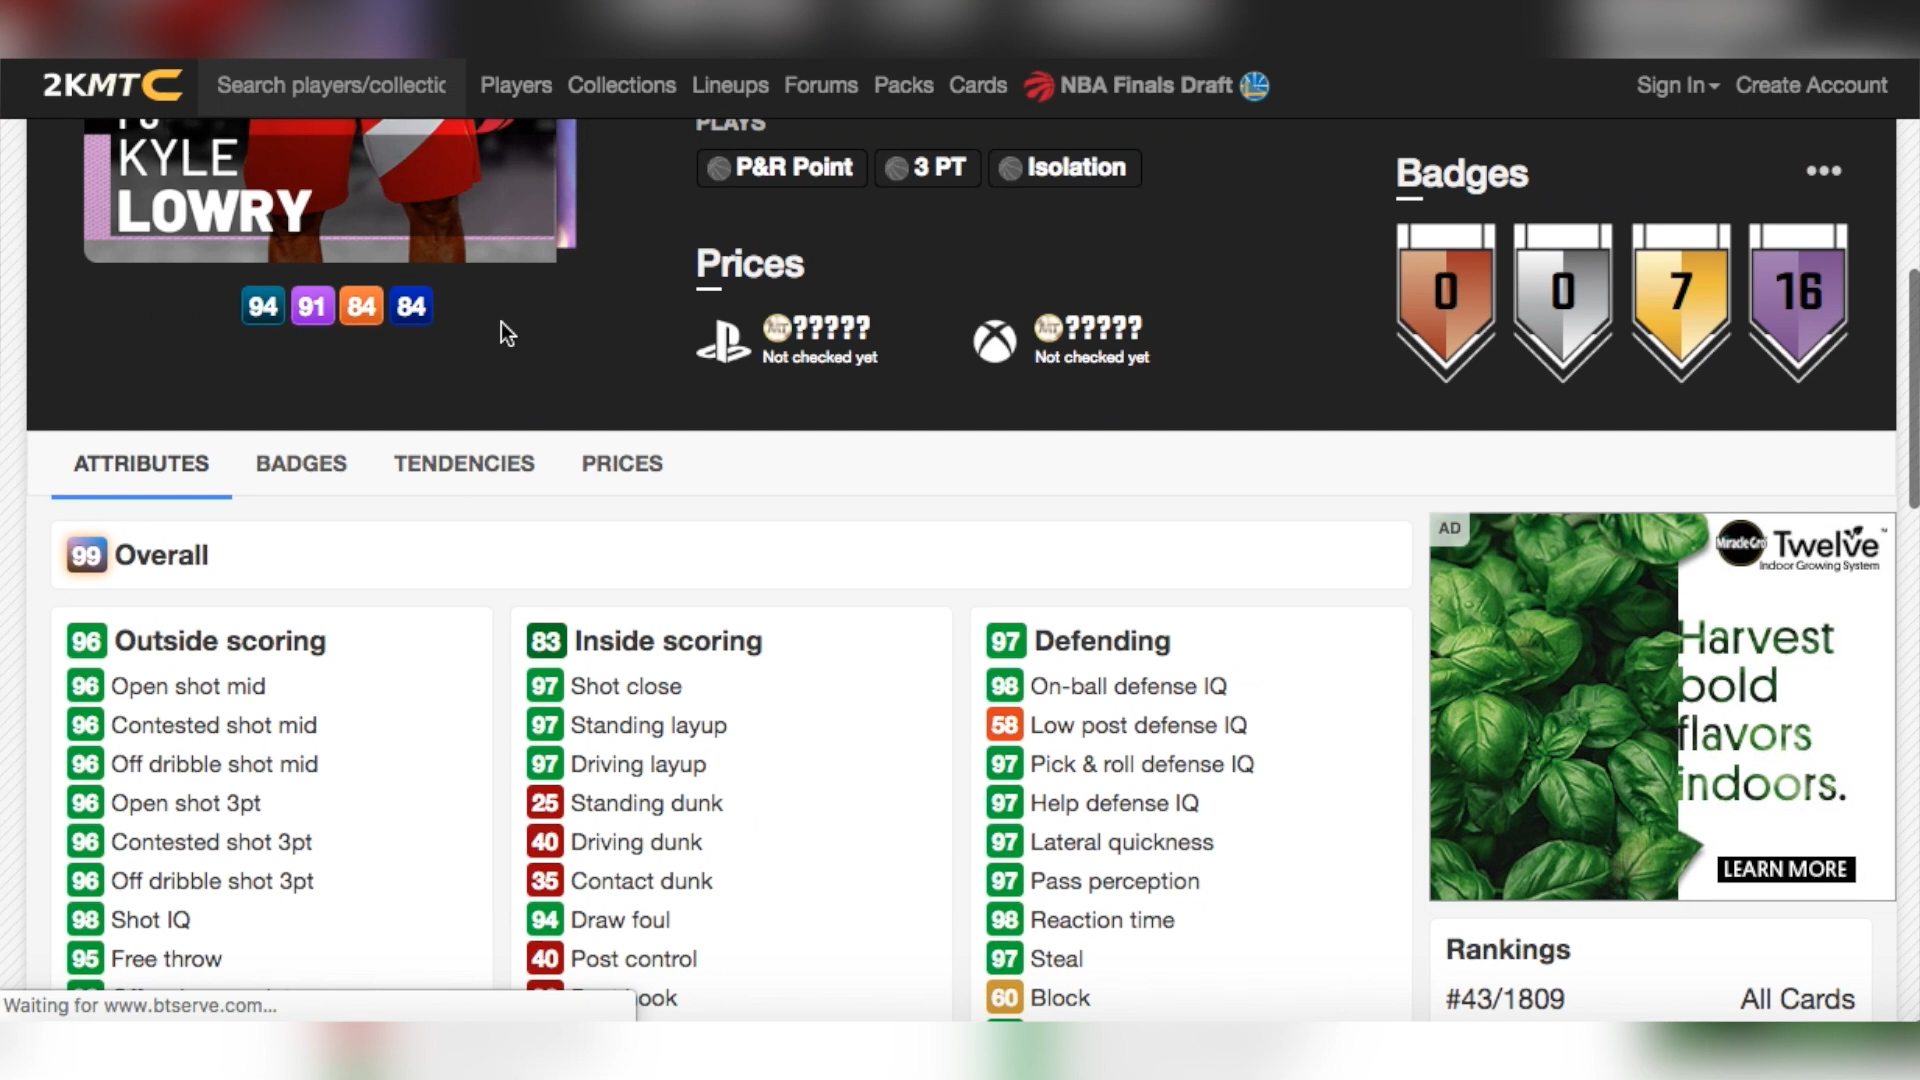 2KMTC
Search players/collectic
Players
Collections
Lineups
Forums
Packs
Cards
NBA Finals Draft
Sign In
Create Account
KYLE
LOWRY
94 91 84 84
PLAYS
P&R Point
3 PT
Isolation
Prices
MT ?????
Not checked yet
MT ?????
Not checked yet
Badges
0 0 7 16
ATTRIBUTES
BADGES
TENDENCIES
PRICES
99 Overall
96 Outside scoring
96 Open shot mid
96 Contested shot mid
96 Off dribble shot mid
96 Open shot 3pt
96 Contested shot 3pt
96 Off dribble shot 3pt
98 Shot IQ
95 Free throw
83 Inside scoring
97 Shot close
97 Standing layup
97 Driving layup
25 Standing dunk
40 Driving dunk
35 Contact dunk
94 Draw foul
40 Post control
ook
97 Defending
98 On-ball defense IQ
58 Low post defense IQ
97 Pick & roll defense IQ
97 Help defense IQ
97 Lateral quickness
97 Pass perception
98 Reaction time
97 Steal
60 Block
AD
Miracle-Gro
Twelve™
Indoor Growing System
Harvest
bold
flavors
indoors.
LEARN MORE
Rankings
#43/1809
All Cards
Waiting for www.btserve.com...